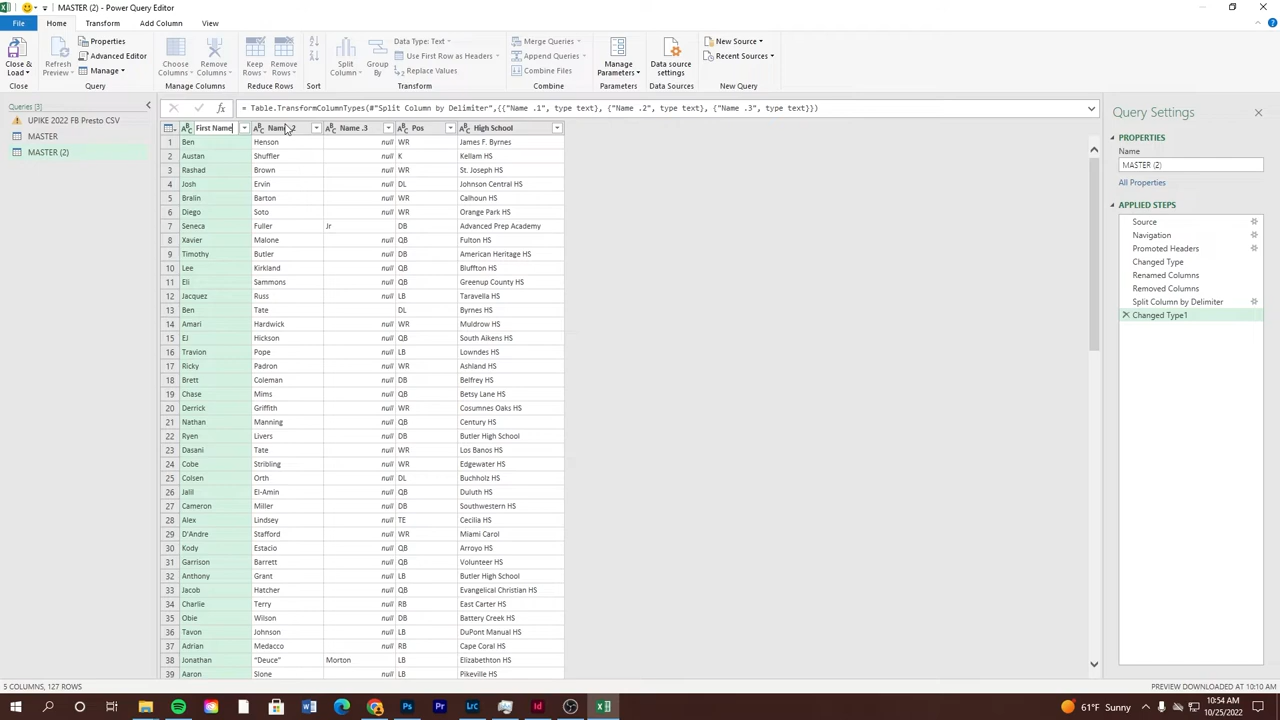 MASTER (2) - Power Query Editor
File Home Transform Add Column View
Close & Load
Refresh Preview
Properties
Advanced Editor
Manage
Query
Choose Columns
Remove Columns
Manage Columns
Keep Rows
Remove Rows
Reduce Rows
Sort
Split Column
Group By
Data Type: Text
Use First Row as Headers
Replace Values
Transform
Merge Queries
Append Queries
Combine Files
Combine
Manage Parameters
Parameters
Data source settings
Data Sources
New Source
Recent Sources
New Query
Close
Queries [3]
UPIKE 2022 FB Presto CSV
MASTER
MASTER (2)
= Table.TransformColumnTypes(#"Split Column by Delimiter",{{"Name .1", type text}, {"Name .2", type text}, {"Name .3", type text}})
First Name Name .2 Name .3 Pos High School
1 Ben Henson null WR James F. Byrnes
2 Austan Shuffler null K Kellam HS
3 Rashad Brown null WR St. Joseph HS
4 Josh Ervin null DL Johnson Central HS
5 Bralin Barton null WR Calhoun HS
6 Diego Soto null WR Orange Park HS
7 Seneca Fuller Jr DB Advanced Prep Academy
8 Xavier Malone null QB Fulton HS
9 Timothy Butler null DB American Heritage HS
10 Lee Kirkland null QB Bluffton HS
11 Eli Sammons null QB Greenup County HS
12 Jacquez Russ null LB Taravella HS
13 Ben Tate DL Byrnes HS
14 Amari Hardwick null WR Muldrow HS
15 EJ Hickson null QB South Aikens HS
16 Travion Pope null LB Lowndes HS
17 Ricky Padron null WR Ashland HS
18 Brett Coleman null DB Belfrey HS
19 Chase Mims null QB Betsy Lane HS
20 Derrick Griffith null WR Cosumnes Oaks HS
21 Nathan Manning null QB Century HS
22 Ryen Livers null DB Butler High School
23 Dasani Tate null WR Los Banos HS
24 Cobe Stribling null WR Edgewater HS
25 Colsen Orth null DL Buchholz HS
26 Jalil El-Amin null QB Duluth HS
27 Cameron Miller null DB Southwestern HS
28 Alex Lindsey null TE Cecilia HS
29 D'Andre Stafford null WR Miami Carol
30 Kody Estacio null QB Arroyo HS
31 Garrison Barrett null QB Volunteer HS
32 Anthony Grant null LB Butler High School
33 Jacob Hatcher null QB Evangelical Christian HS
34 Charlie Terry null RB East Carter HS
35 Obie Wilson null DB Battery Creek HS
36 Tavon Johnson null LB DuPont Manual HS
37 Adrian Medacco null RB Cape Coral HS
38 Jonathan "Deuce" Morton LB Elizabethton HS
39 Aaron Slone null RB Pikeville HS
Query Settings
PROPERTIES
Name
MASTER (2)
All Properties
APPLIED STEPS
Source
Navigation
Promoted Headers
Changed Type
Renamed Columns
Removed Columns
Split Column by Delimiter
Changed Type1
5 COLUMNS, 127 ROWS
PREVIEW DOWNLOADED AT 10:10 AM
61°F Sunny
10:54 AM
10/25/2022